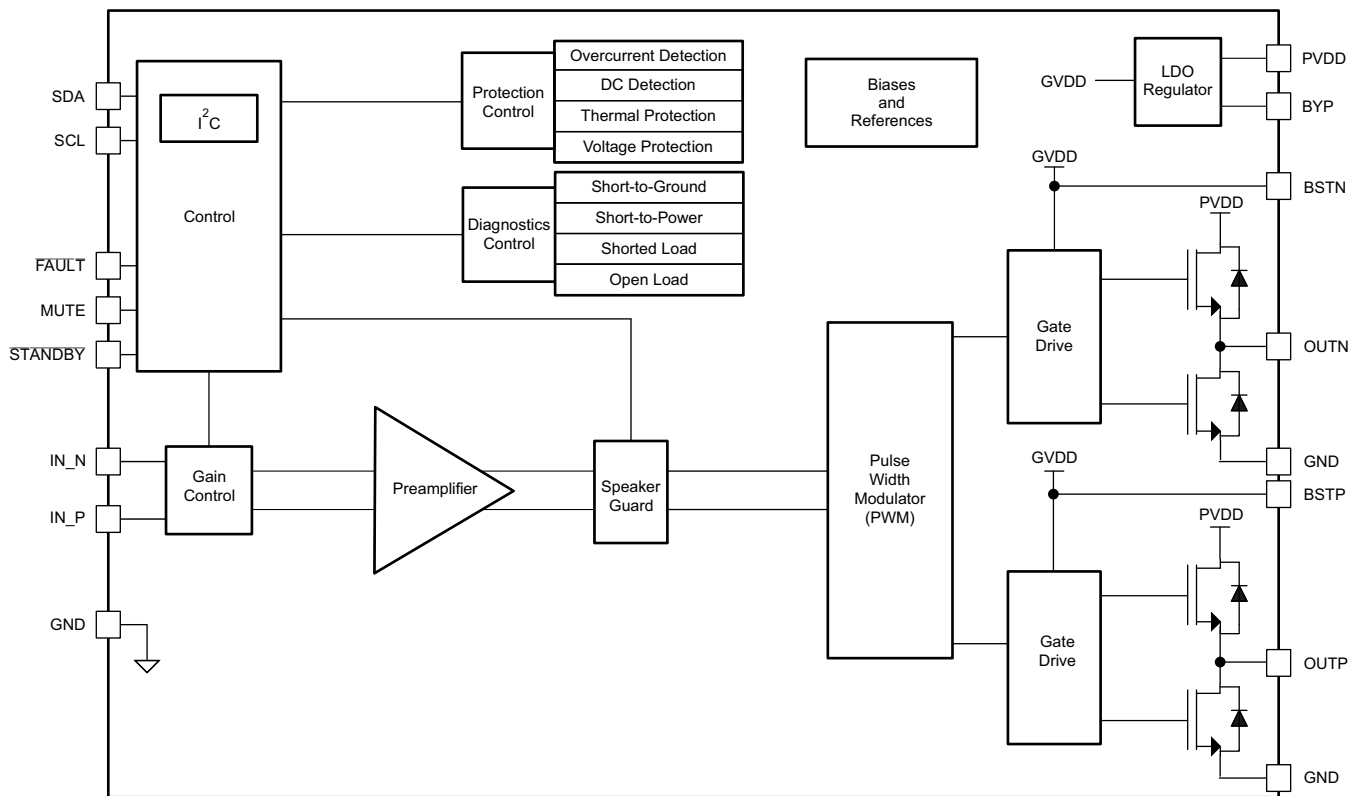 SDA
SCL
FAULT
MUTE
STANDBY
IN_N
IN_P
GND
I²C
Control
Gain
Control
Preamplifier
Speaker
Guard
Protection
Control
Overcurrent Detection
DC Detection
Thermal Protection
Voltage Protection
Diagnostics
Control
Short-to-Ground
Short-to-Power
Shorted Load
Open Load
Biases
and
References
Pulse
Width
Modulator
(PWM)
GVDD
LDO
Regulator
PVDD
BYP
GVDD
BSTN
PVDD
Gate
Drive
OUTN
GND
GVDD
BSTP
PVDD
Gate
Drive
OUTP
GND